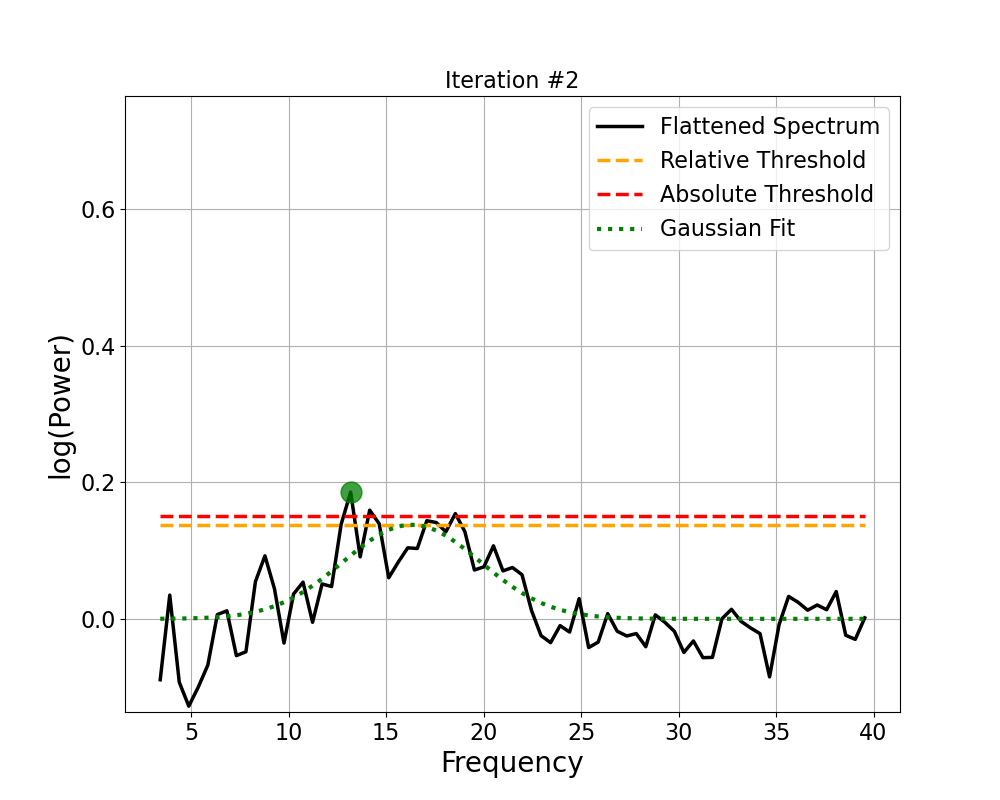 Iteration #2
Flattened Spectrum
Relative Threshold
Absolute Threshold
Gaussian Fit
log(Power)
0.6
0.4
0.2
0.0
5 10 15 20 25 30 35 40
Frequency